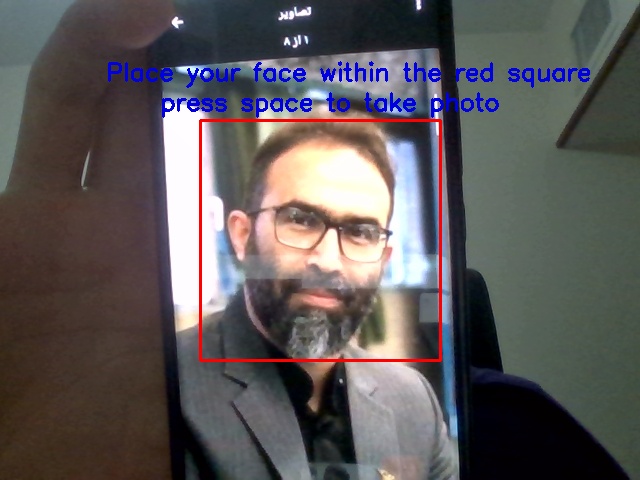 تصاویر
۱ از ۸
Place your face within the red square
press space to take photo